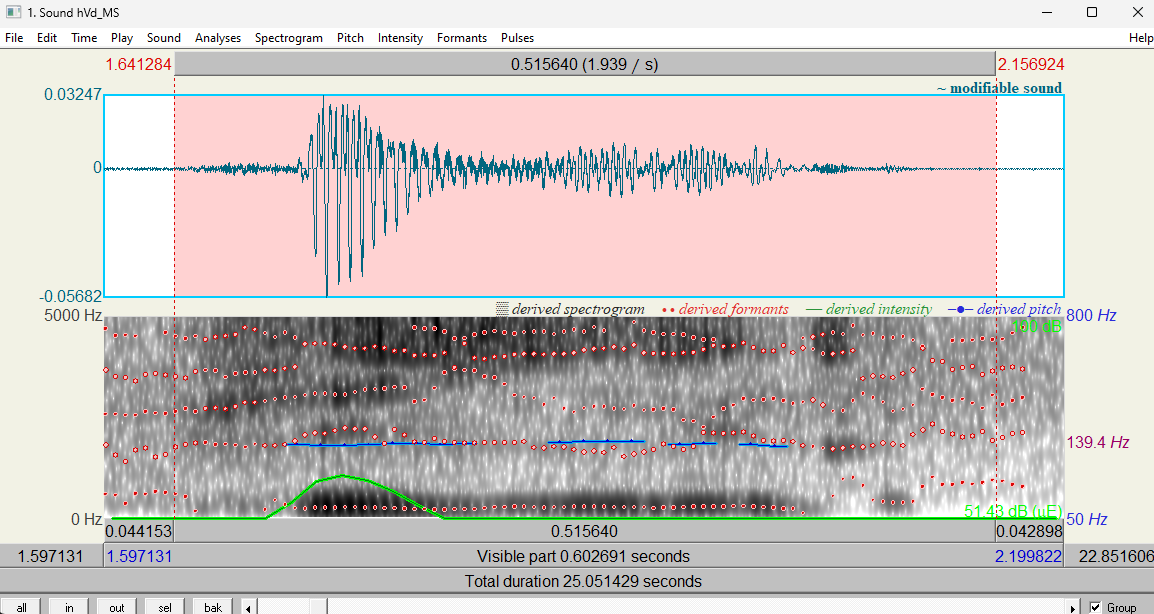 1. Sound hVd_MS
File Edit Time Play Sound Analyses Spectrogram Pitch Intensity Formants Pulses Help
1.641284 0.515640 (1.939 / s) 2.156924
~ modifiable sound
0.03247
0
-0.05682
derived spectrogram derived formants derived intensity derived pitch
5000 Hz 800 Hz
100 dB
139.4 Hz
51.43 dB (µE)
0 Hz 50 Hz
0.044153 0.515640 0.042898
1.597131 1.597131 Visible part 0.602691 seconds 2.199822 22.851606
Total duration 25.051429 seconds
all in out sel bak Group